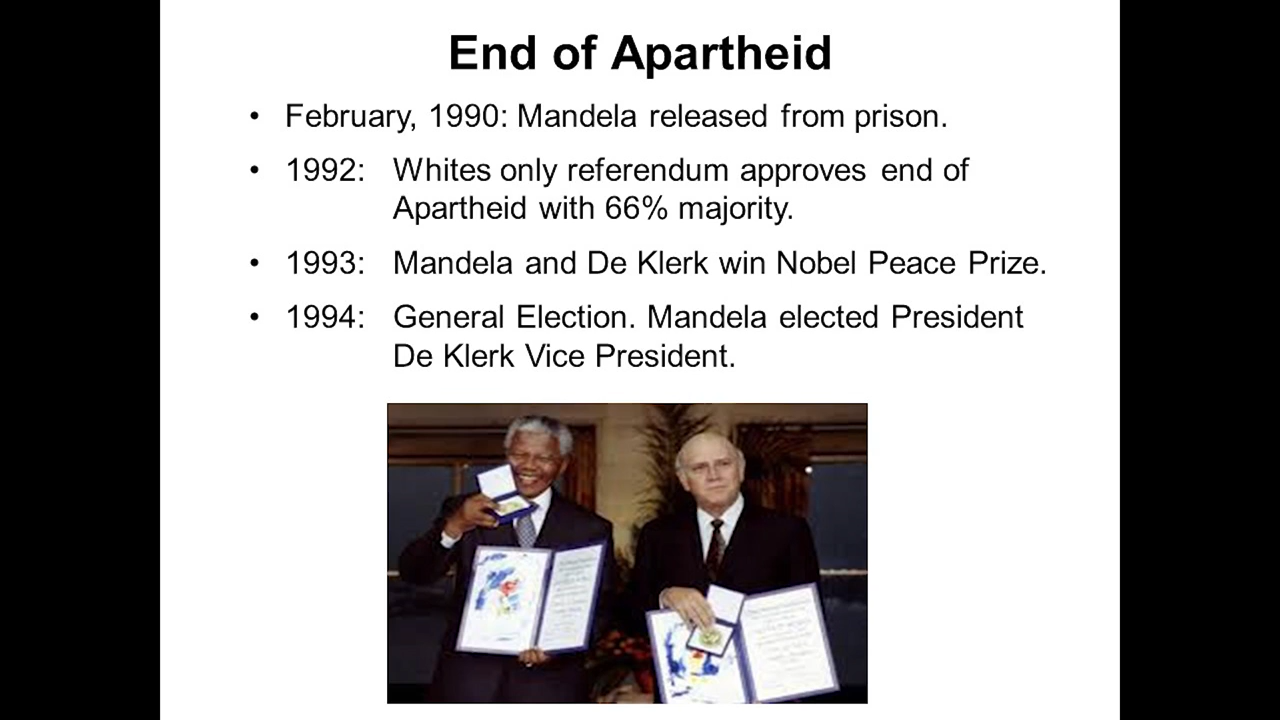 End of Apartheid
• February, 1990: Mandela released from prison.
• 1992: Whites only referendum approves end of
Apartheid with 66% majority.
• 1993: Mandela and De Klerk win Nobel Peace Prize.
• 1994: General Election. Mandela elected President
De Klerk Vice President.